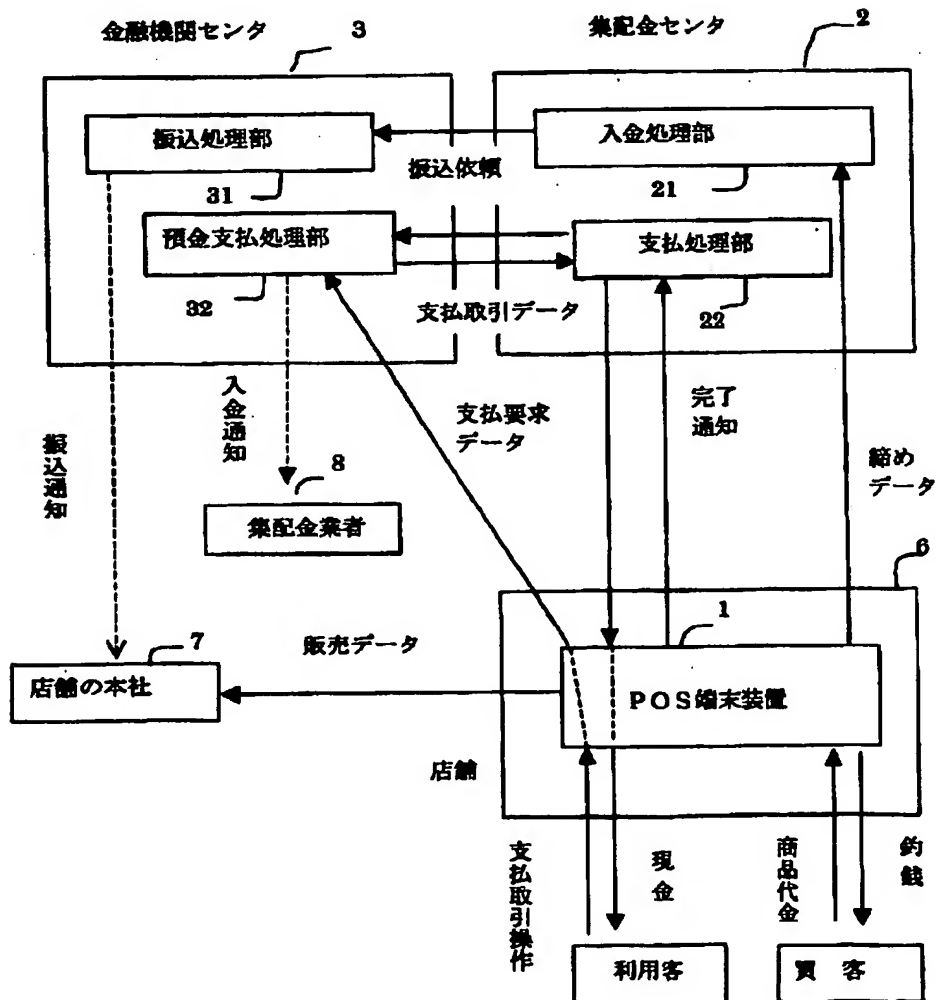 金融機関センタ
3
集配金センタ
2
振込処理部
31
入金処理部
21
振込依頼
預金支払処理部
32
支払処理部
22
支払取引データ
振込通知
入金通知
支払要求
データ
完了
通知
締め
データ
8
集配金業者
6
7
店舗の本社
販売データ
1
POS端末装置
店舗
支払取引操作
現金
商品代金
釣銭
利用客
買 客